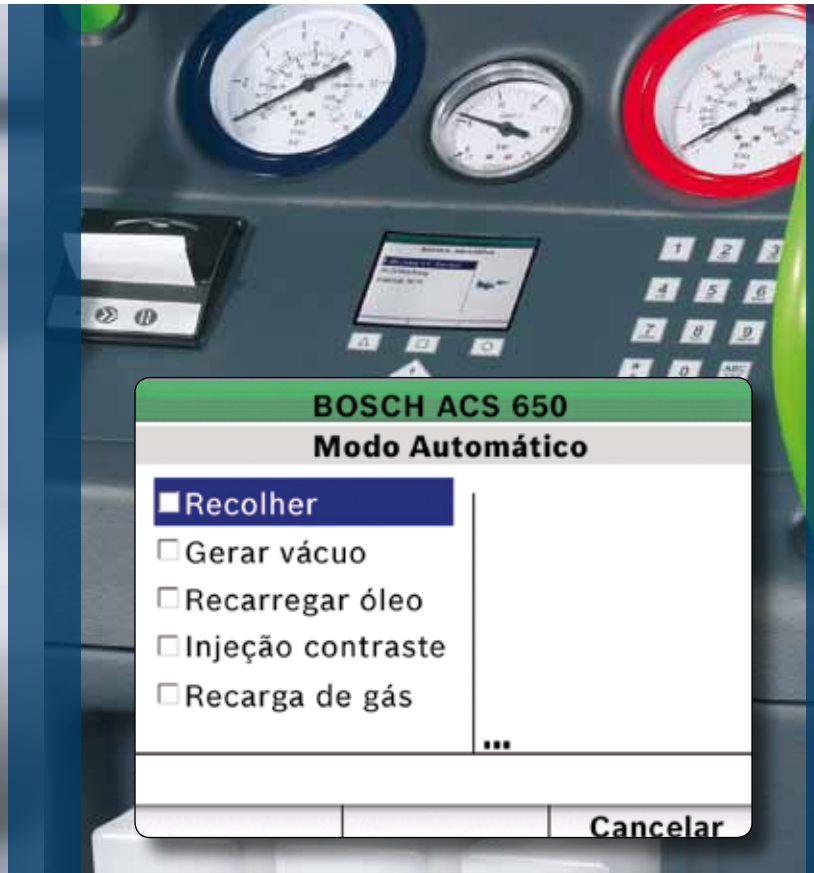 1 2 3
4 5 6
7 8 9
0 ABC
BOSCH ACS 650
Modo Automático
Recolher
Gerar vácuo
Recarregar óleo
Injeção contraste
Recarga de gás
...
Cancelar